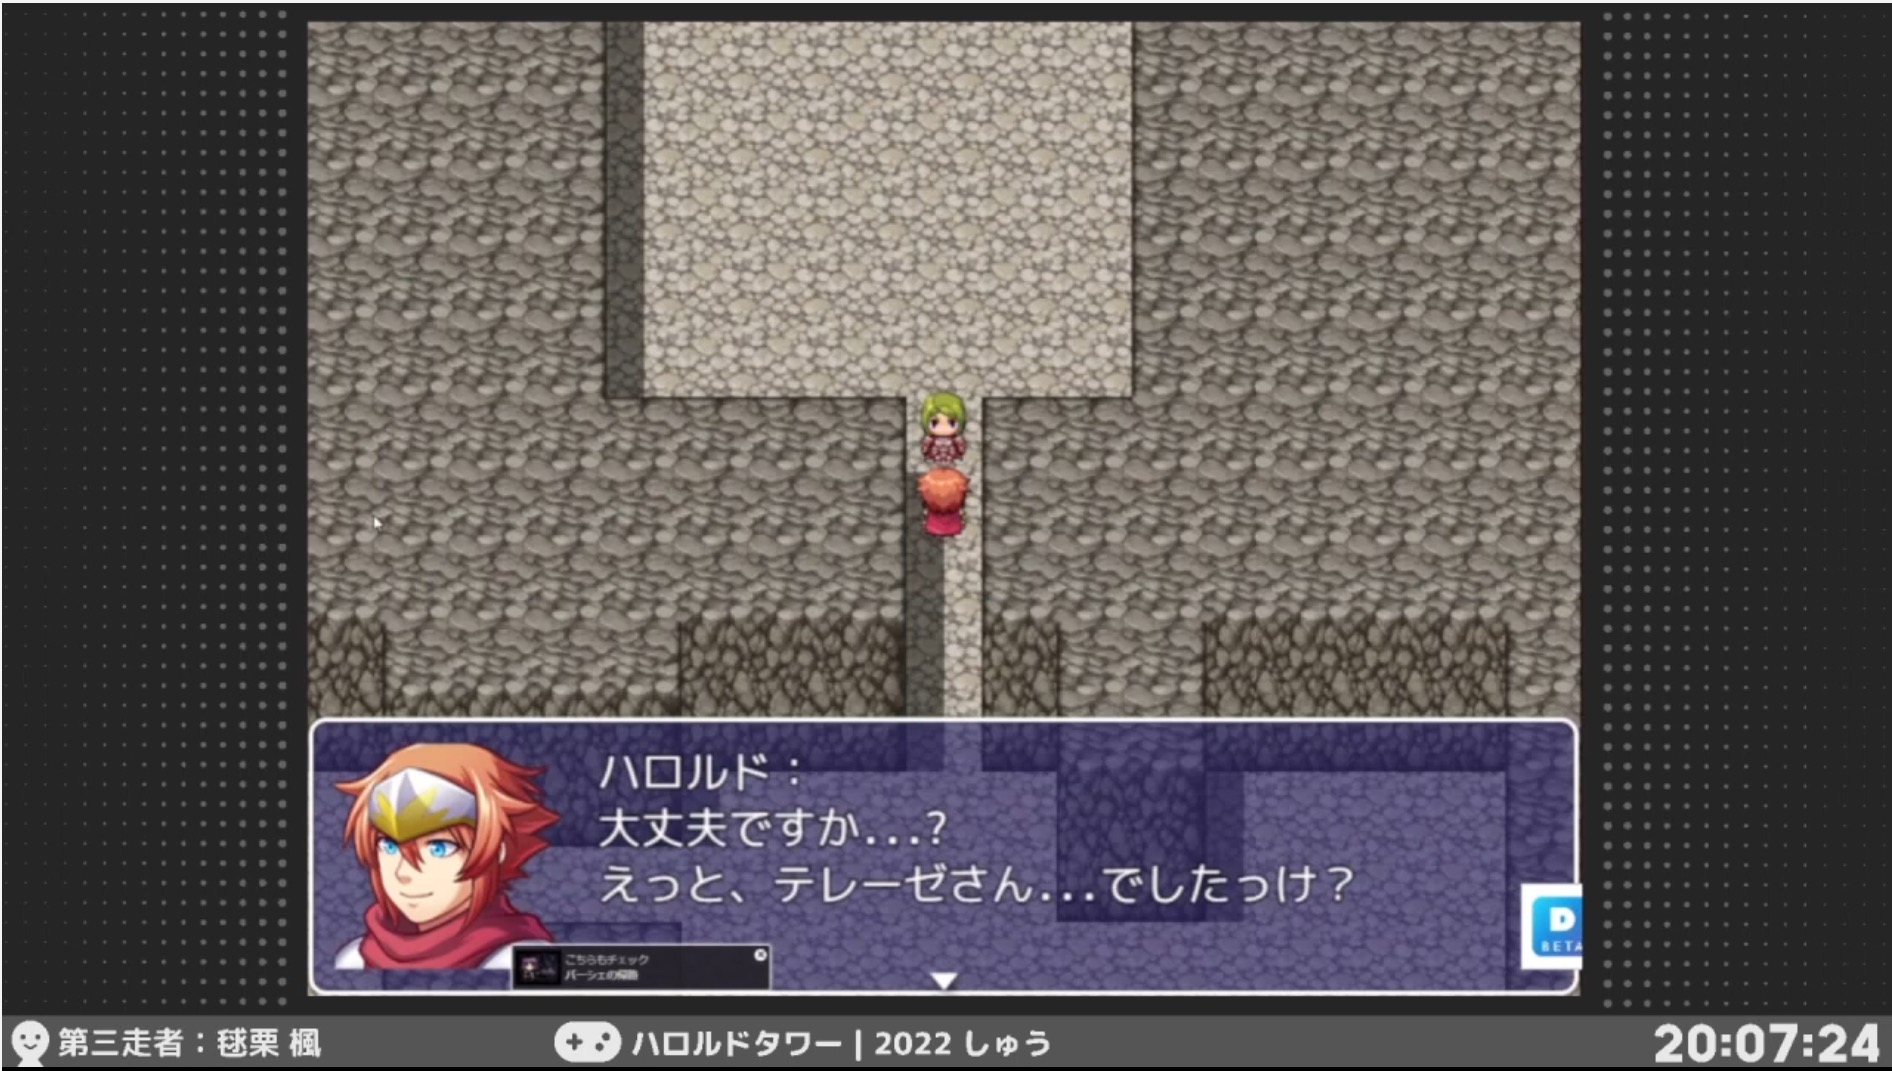 ハロルド：
大丈夫ですか...?
えっと、テレーゼさん...でしたっけ？
D
BETA
こちらもチェック
第三走者：毬栗 楓
ハロルドタワー | 2022 しゅう
20:07:24